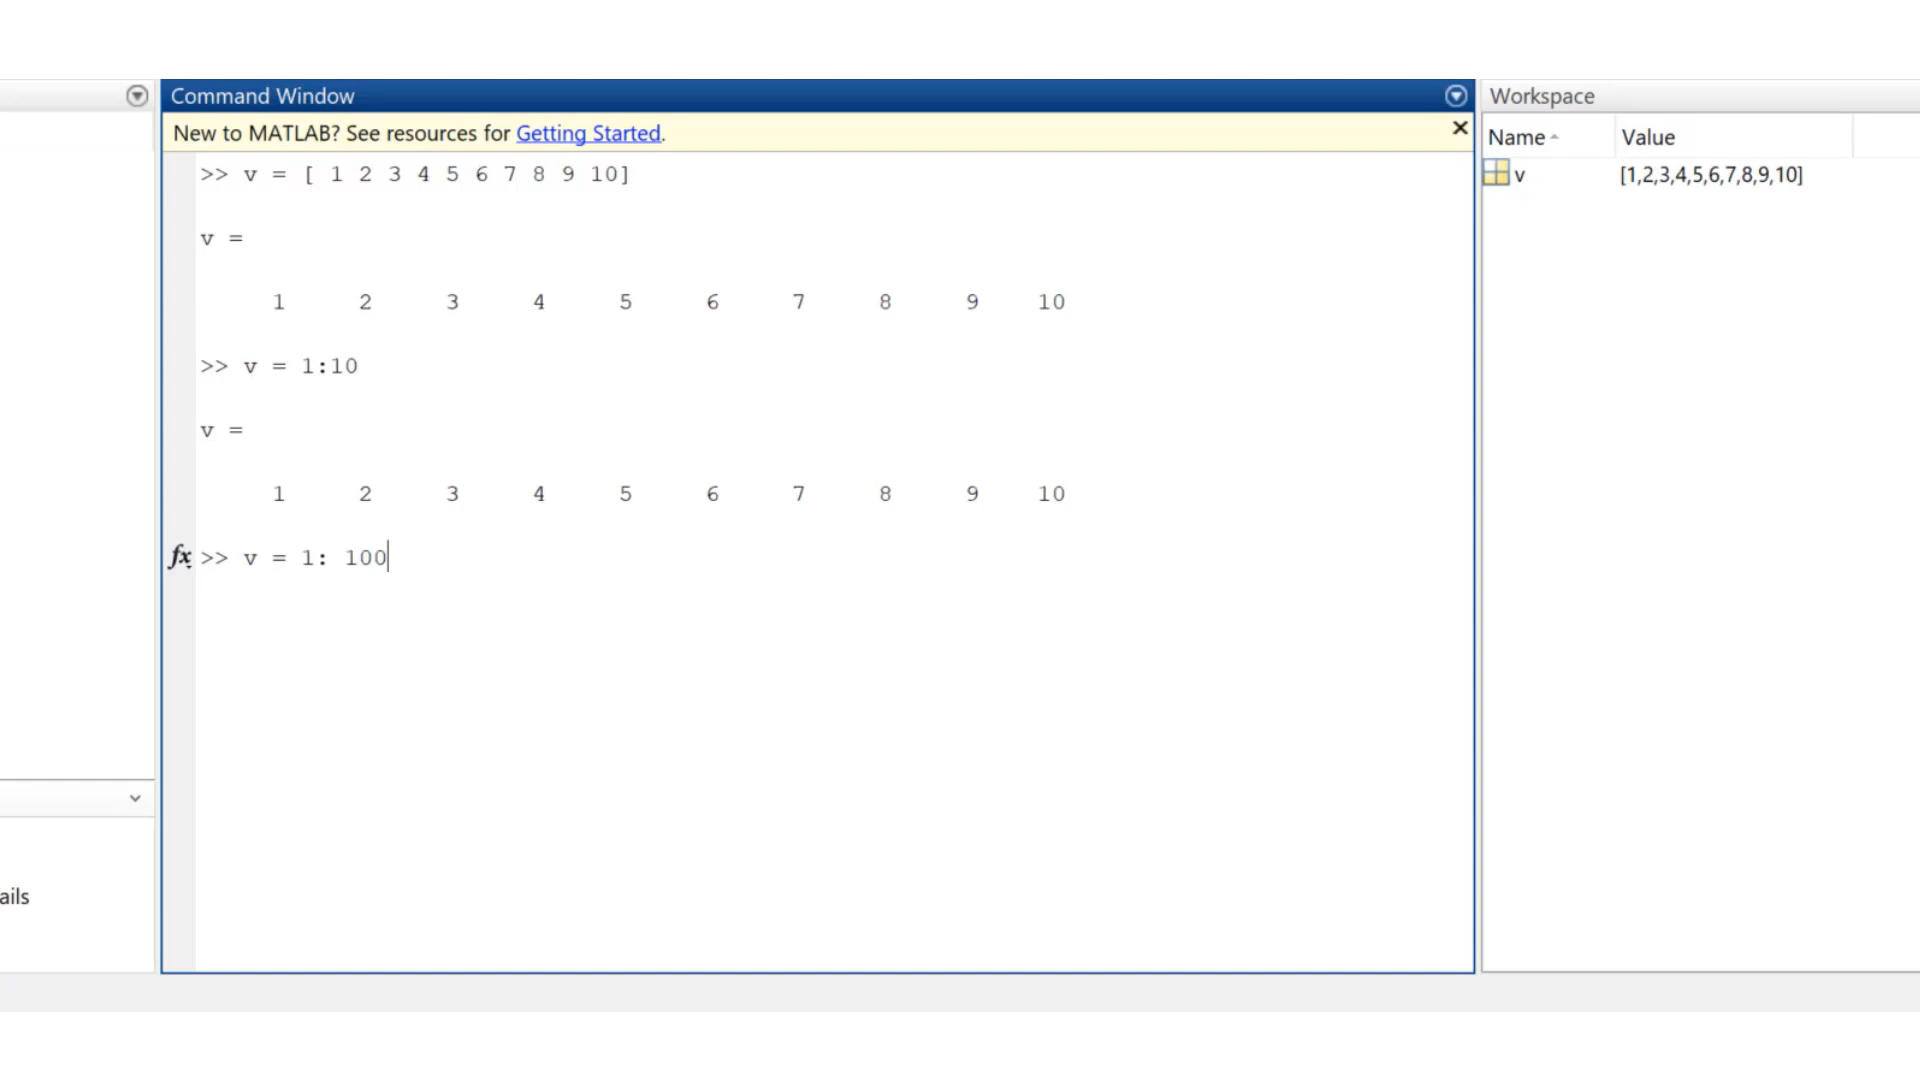 Command Window
New to MATLAB? See resources for Getting Started.
>> v = [ 1 2 3 4 5 6 7 8 9 10]
v =
1 2 3 4 5 6 7 8 9 10
>> v = 1:10
v =
1 2 3 4 5 6 7 8 9 10
fx >> v = 1: 100
Workspace
Name Value
v [1,2,3,4,5,6,7,8,9,10]
ails